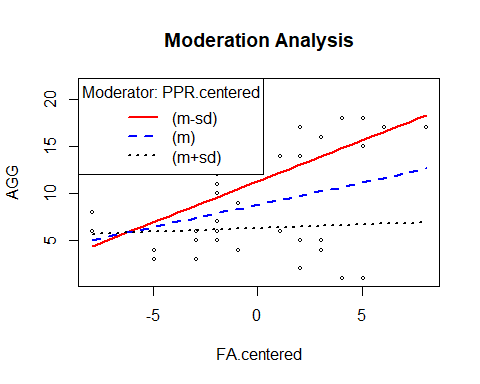 Moderation Analysis
Moderator: PPR.centered
(m-sd)
(m)
(m+sd)
AGG
20
15
10
5
-5 0 5
FA.centered